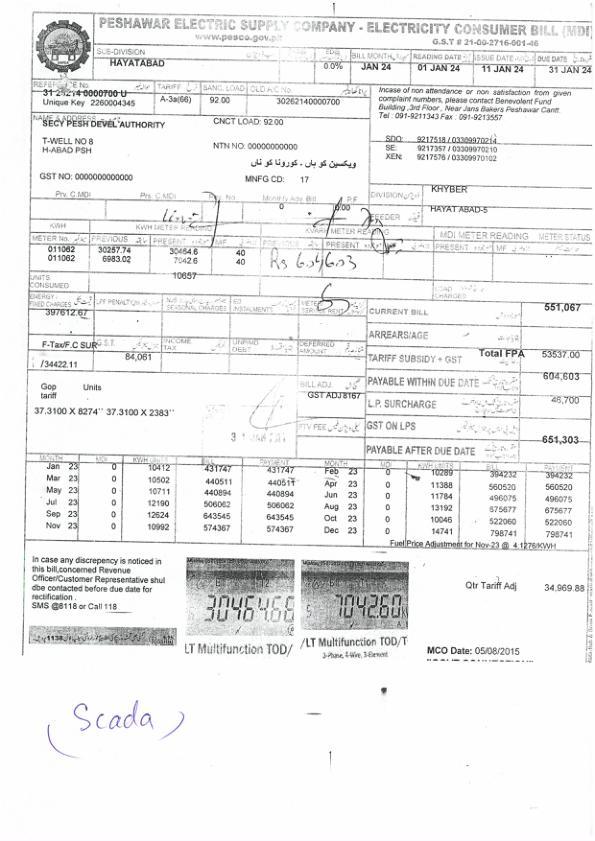 PESHAWAR ELECTRIC SUPPLY COMPANY - ELECTRICITY CONSUMER BILL (MDI)
www.pesco.gov.pk
G.S.T # 21-00-2716-001-46
SUB-DIVISION
HAYATABAD
EDB 0.0%
BILL MONTH JAN 24
READING DATE 01 JAN 24
ISSUE DATE 11 JAN 24
DUE DATE 31 JAN 24
Unique Key 2260004345
TARIFF A-3a(66)
SANC. LOAD 92.00
OLD A/C No. 30262140000700
Incase of non attendance or non satisfaction from given
complaint numbers, please contact Benevolent Fund
Building ,3rd Floor , Near Jans Bakers Peshawar Cantt.
Tel : 091-9211343 Fax :091-9213557
NAME & ADDRESS
SECY PESH DEVEL AUTHORITY
CNCT LOAD: 92.00
T-WELL NO 8
H-ABAD PSH
NTN NO: 00000000000
ویکسین کو ہاں - کورونا کو ناں
GST NO: 0000000000000
MNFG CD: 17
SDO: 9217518 / 03309970214
SE: 9217357 / 03309970210
XEN: 9217576 / 03309970102
DIVISION KHYBER
FEEDER HAYAT ABAD-5
Prv. C.MDI Prs. C.MDI No. Monthly Adv. Bill P.F
0 0.00
KWH KWH METER READING KVARH METER READING MDI METER READING METER STATUS
METER No. PREVIOUS PRESENT MF PREVIOUS PRESENT PRESENT MF
011062 30257.74 30464.6 40
011062 6983.02 7042.6 40
Rs 604603
UNITS CONSUMED 10657
LOAD CHARGED
ENERGY/FIXED CHARGES LPF PENALTION SEASONAL CHARGES ED INSTALMENTS METER/SERVICE RENT
397612.67
CURRENT BILL 551,067
ARREARS/AGE
F-Tax/F.C SUR G.S.T. INCOME TAX UNPAID DEBT DEFERRED AMOUNT
/34422.11 84,061
TARIFF SUBSIDY + GST Total FPA 53537.00
PAYABLE WITHIN DUE DATE 604,603
L.P. SURCHARGE 46,700
GST ON LPS
PAYABLE AFTER DUE DATE 651,303
Gop Units
tariff
37.3100 X 8274'' 37.3100 X 2383''
BILL ADJ.
GST ADJ 8167
PTV FEE
MONTH MDI KWH UNITS BILL PAYMENT MONTH MDI KWH UNITS BILL PAYMENT
Jan 23 0 10412 431747 431747 Feb 23 0 10289 394232 394232
Mar 23 0 10502 440511 440511 Apr 23 0 11388 560520 560520
May 23 0 10711 440894 440894 Jun 23 0 11784 496075 496075
Jul 23 0 12190 506062 506062 Aug 23 0 13192 675677 675677
Sep 23 0 12624 643545 643545 Oct 23 0 10046 522060 522060
Nov 23 0 10992 574367 574367 Dec 23 0 14741 798741 798741
Fuel Price Adjustment for Nov-23 @ 4.1276/KWH
In case any discrepency is noticed in
this bill,concerned Revenue
Officer/Customer Representative shul
dbe contacted before due date for
rectification .
SMS @8118 or Call 118
3046466
7042.60
LT Multifunction TOD/
/LT Multifunction TOD/T
3-Phase, 4-Wire, 3-Element
Qtr Tariff Adj 34,969.88
MCO Date: 05/08/2015
(Scada)